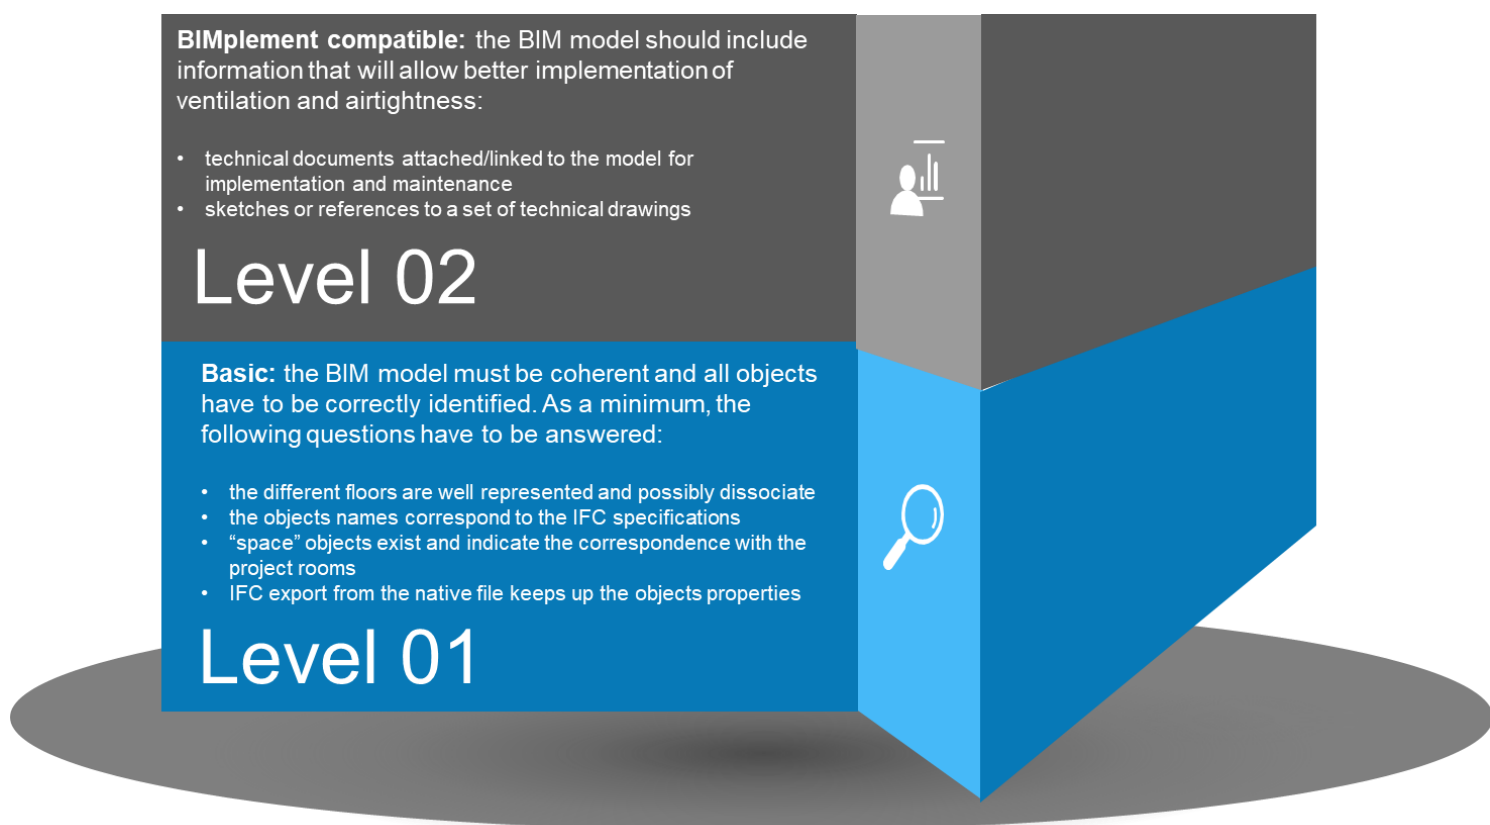 BIMplement compatible: the BIM model should include
information that will allow better implementation of
ventilation and airtightness:
• technical documents attached/linked to the model for
implementation and maintenance
• sketches or references to a set of technical drawings
Level 02
Basic: the BIM model must be coherent and all objects
have to be correctly identified. As a minimum, the
following questions have to be answered:
• the different floors are well represented and possibly dissociate
• the objects names correspond to the IFC specifications
• “space” objects exist and indicate the correspondence with the
project rooms
• IFC export from the native file keeps up the objects properties
Level 01